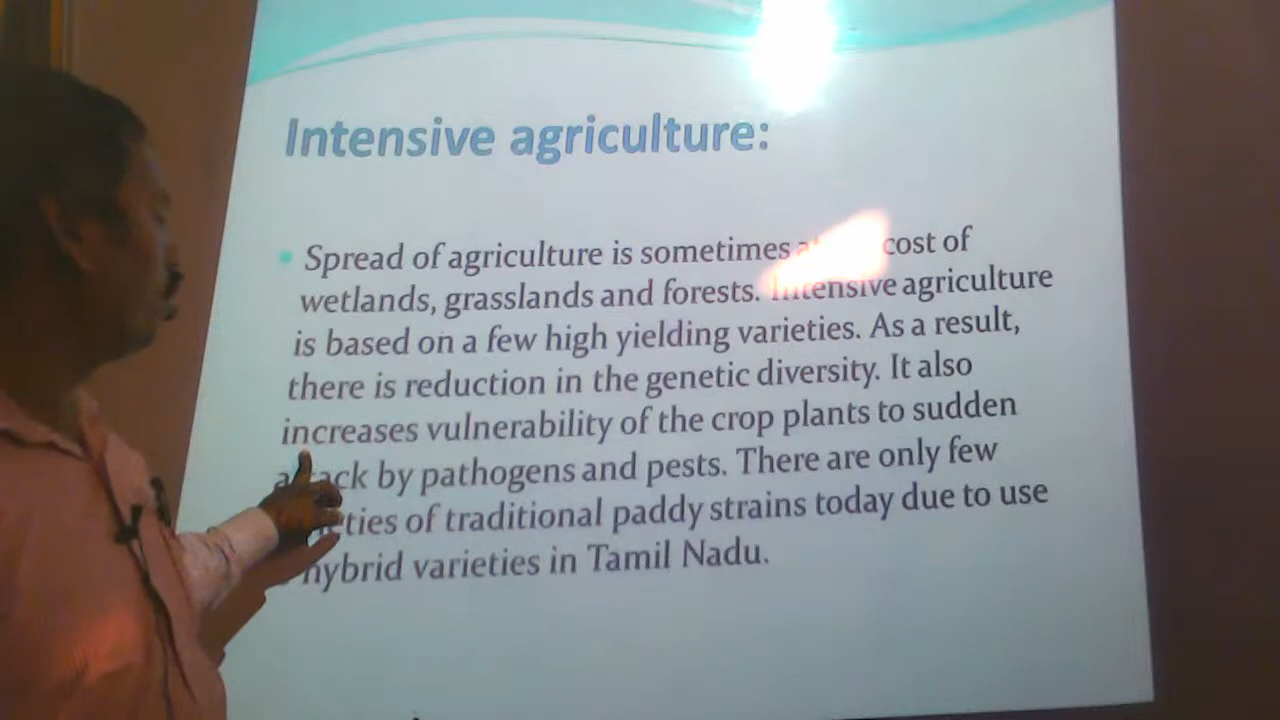 Intensive agriculture:
Spread of agriculture is sometimes cost of
wetlands, grasslands and forests. Intensive agriculture
is based on a few high yielding varieties. As a result,
there is reduction in the genetic diversity. It also
increases vulnerability of the crop plants to sudden
attack by pathogens and pests. There are only few
varieties of traditional paddy strains today due to use
hybrid varieties in Tamil Nadu.